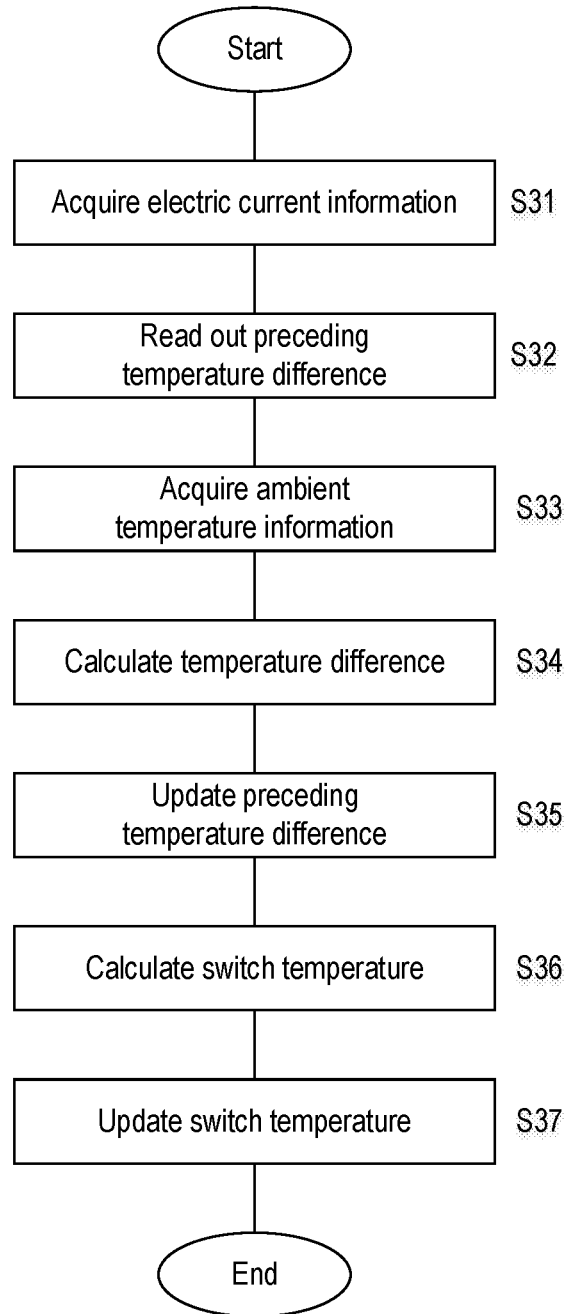 Start
Acquire electric current information
S31
Read out preceding
temperature difference
S32
Acquire ambient
temperature information
S33
Calculate temperature difference
S34
Update preceding
temperature difference
S35
Calculate switch temperature
S36
Update switch temperature
S37
End